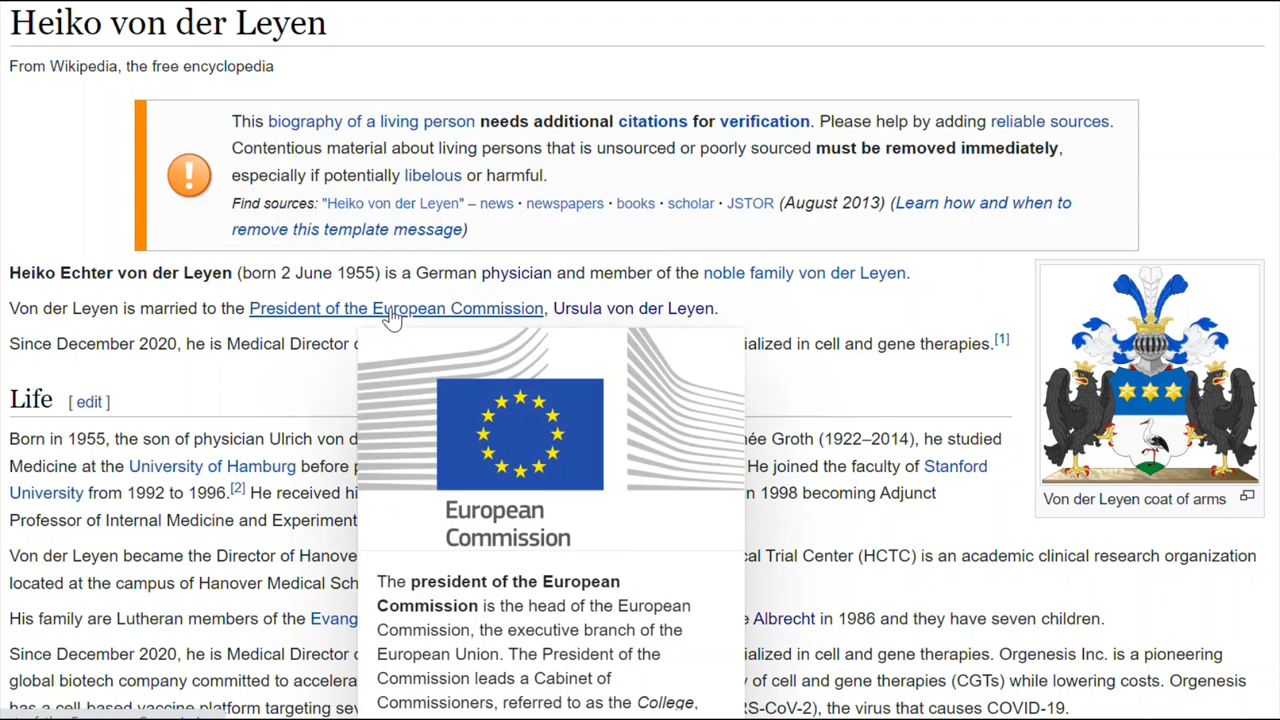 Heiko von der Leyen
From Wikipedia, the free encyclopedia
This biography of a living person needs additional citations for verification. Please help by adding reliable sources.
Contentious material about living persons that is unsourced or poorly sourced must be removed immediately,
especially if potentially libelous or harmful.
Find sources: "Heiko von der Leyen" – news · newspapers · books · scholar · JSTOR (August 2013) (Learn how and when to
remove this template message)
Heiko Echter von der Leyen (born 2 June 1955) is a German physician and member of the noble family von der Leyen.
Von der Leyen is married to the President of the European Commission, Ursula von der Leyen.
Since December 2020, he is Medical Director
ialized in cell and gene therapies.[1]
Life [ edit ]
Born in 1955, the son of physician Ulrich von
née Groth (1922–2014), he studied
Medicine at the University of Hamburg before
He joined the faculty of Stanford
University from 1992 to 1996.[2] He received
in 1998 becoming Adjunct
Professor of Internal Medicine and Experiment
Von der Leyen became the Director of Hanove
cal Trial Center (HCTC) is an academic clinical research organization
located at the campus of Hanover Medical Sch
His family are Lutheran members of the Evang
e Albrecht in 1986 and they have seven children.
Since December 2020, he is Medical Director
ialized in cell and gene therapies. Orgenesis Inc. is a pioneering
global biotech company committed to accelera
y of cell and gene therapies (CGTs) while lowering costs. Orgenesis
has a cell-based vaccine platform targeting sev
RS-CoV-2), the virus that causes COVID-19.
European
Commission
The president of the European
Commission is the head of the European
Commission, the executive branch of the
European Union. The President of the
Commission leads a Cabinet of
Commissioners, referred to as the College,
Von der Leyen coat of arms